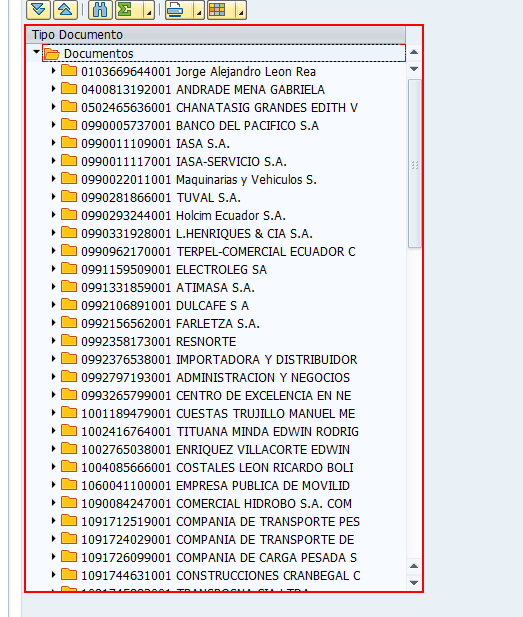 Tipo Documento
Documentos
0103669644001 Jorge Alejandro Leon Rea
0400813192001 ANDRADE MENA GABRIELA
0502465636001 CHANATASIG GRANDES EDITH V
0990005737001 BANCO DEL PACIFICO S.A
0990011109001 IASA S.A.
0990011117001 IASA-SERVICIO S.A.
0990022011001 Maquinarias y Vehiculos S.
0990281866001 TUVAL S.A.
0990293244001 Holcim Ecuador S.A.
0990331928001 L.HENRIQUES & CIA S.A.
0990962170001 TERPEL-COMERCIAL ECUADOR C
0991159509001 ELECTROLEG SA
0991331859001 ATIMASA S.A.
0992106891001 DULCAFE S A
0992156562001 FARLETZA S.A.
0992358173001 RESNORTE
0992376538001 IMPORTADORA Y DISTRIBUIDOR
0992797193001 ADMINISTRACION Y NEGOCIOS
0993265799001 CENTRO DE EXCELENCIA EN NE
1001189479001 CUESTAS TRUJILLO MANUEL ME
1002416764001 TITUANA MINDA EDWIN RODRIG
1002765038001 ENRIQUEZ VILLACORTE EDWIN
1004085666001 COSTALES LEON RICARDO BOLI
1060041100001 EMPRESA PUBLICA DE MOVILID
1090084247001 COMERCIAL HIDROBO S.A. COM
1091712519001 COMPANIA DE TRANSPORTE PES
1091724029001 COMPANIA DE TRANSPORTE DE
1091726099001 COMPANIA DE CARGA PESADA S
1091744631001 CONSTRUCCIONES CRANBEGAL C